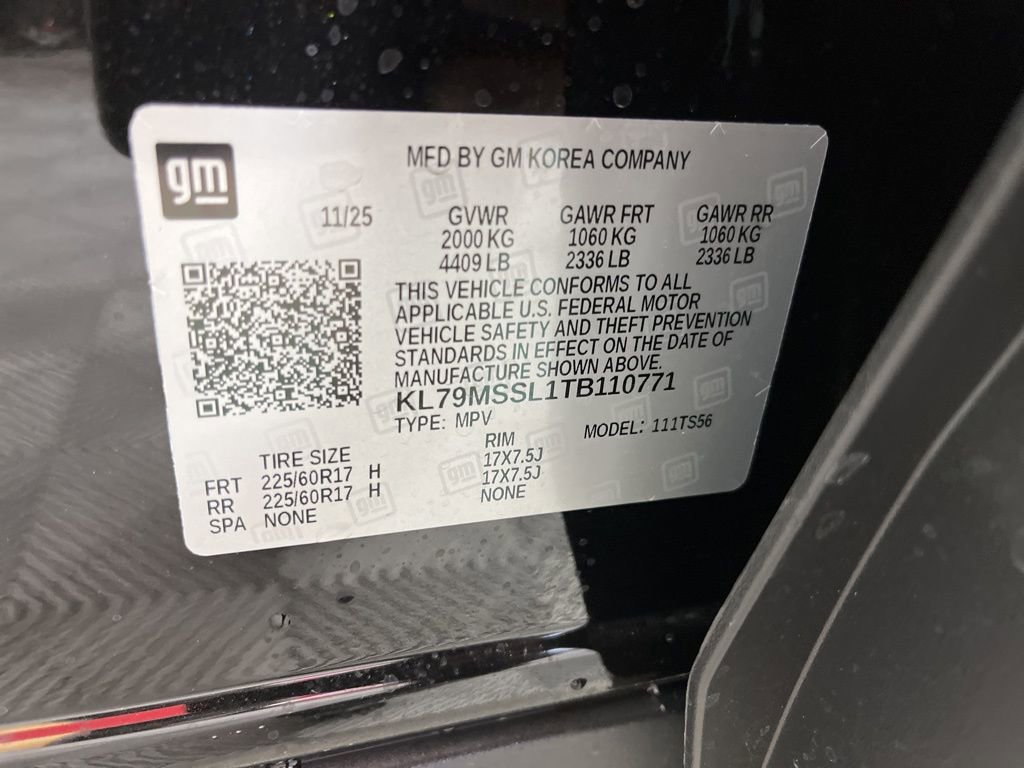 gm
MFD BY GM KOREA COMPANY
11/25 GVWR GAWR FRT GAWR RR
2000 KG 1060 KG 1060 KG
4409 LB 2336 LB 2336 LB
THIS VEHICLE CONFORMS TO ALL
APPLICABLE U.S. FEDERAL MOTOR
VEHICLE SAFETY AND THEFT PREVENTION
STANDARDS IN EFFECT ON THE DATE OF
MANUFACTURE SHOWN ABOVE.
KL79MSSL1TB110771
TYPE: MPV MODEL: 111TS56
TIRE SIZE RIM
FRT 225/60R17 H 17X7.5J
RR 225/60R17 H 17X7.5J
SPA NONE NONE